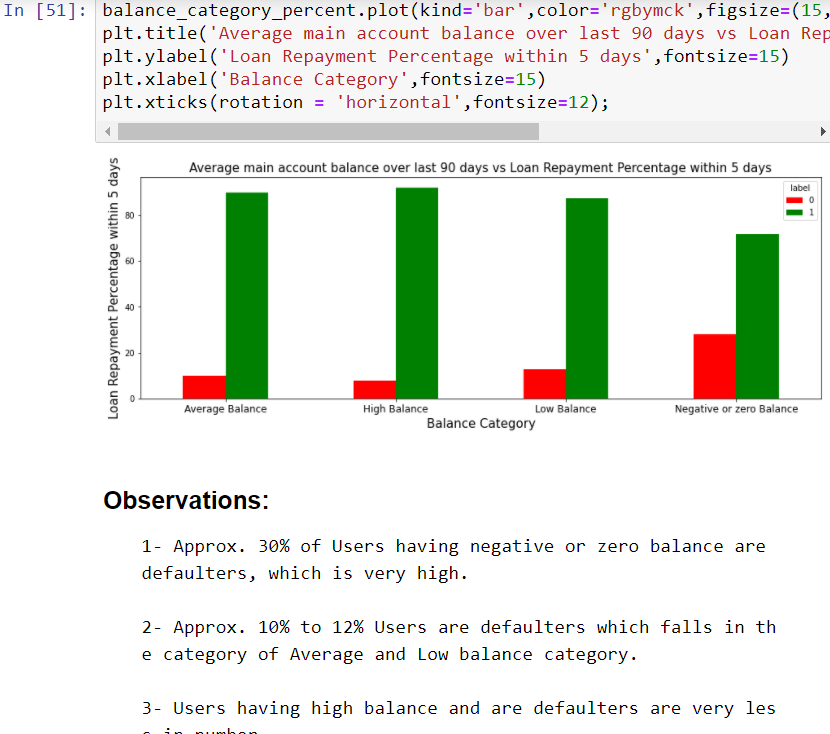 In [51]: balance_category_percent.plot(kind='bar',color='rgbymck',figsize=(15,
plt.title('Average main account balance over last 90 days vs Loan Rep
plt.ylabel('Loan Repayment Percentage within 5 days',fontsize=15)
plt.xlabel('Balance Category',fontsize=15)
plt.xticks(rotation = 'horizontal',fontsize=12);
Average main account balance over last 90 days vs Loan Repayment Percentage within 5 days
Loan Repayment Percentage within 5 days
label
0
1
80
60
40
20
0
Average Balance High Balance Low Balance Negative or zero Balance
Balance Category
Observations:
1- Approx. 30% of Users having negative or zero balance are
defaulters, which is very high.
2- Approx. 10% to 12% Users are defaulters which falls in th
e category of Average and Low balance category.
3- Users having high balance and are defaulters are very les
s in number